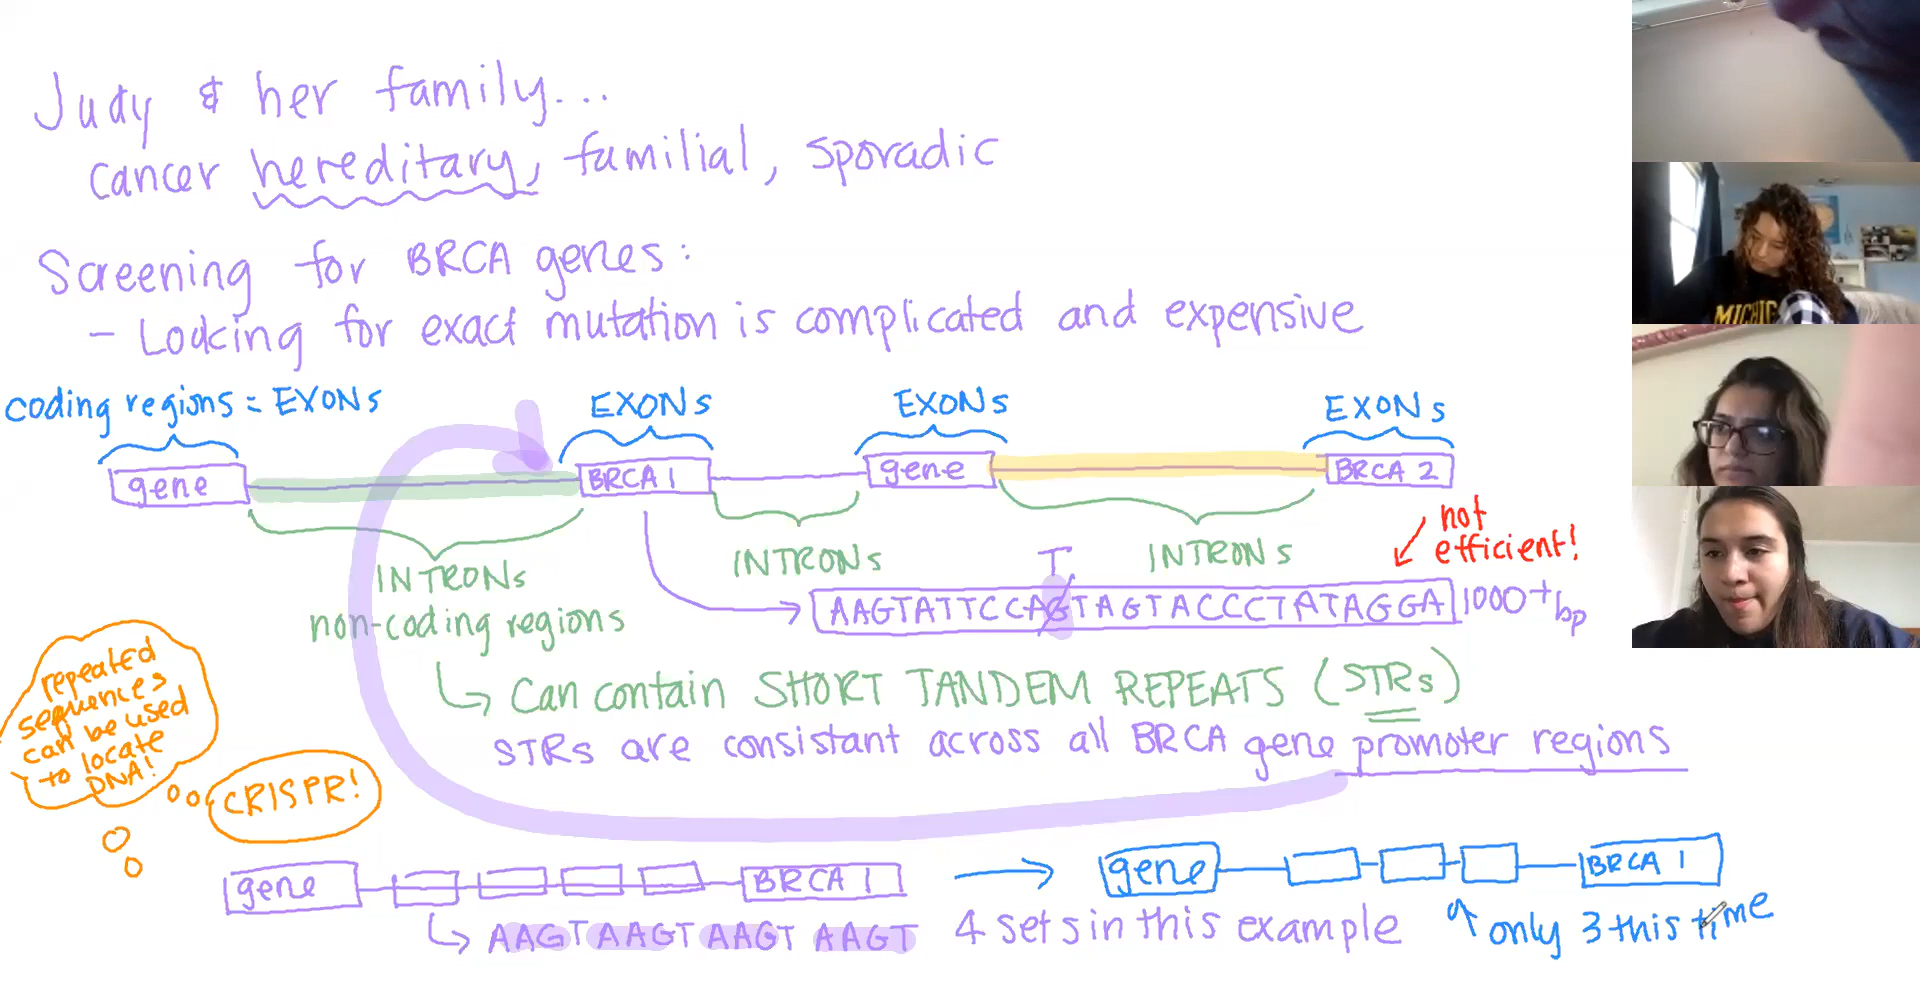 Judy & her family...
cancer hereditary, familial, sporadic
Screening for BRCA genes:
- Looking for exact mutation is complicated and expensive
coding regions = EXONs
EXONs
EXONs
EXONs
gene
BRCA 1
gene
BRCA 2
INTRONs
non-coding regions
INTRONs
INTRONs
not
efficient!
T
AAGTATTCCAGTAGTACCCTATAGGA
1000+ bp
Can contain SHORT TANDEM REPEATS (STRs)
STRs are consistant across all BRCA gene promoter regions
repeated
sequences
can be used
to locate
DNA!
CRISPR!
gene
BRCA 1
gene
BRCA 1
AAGT AAGT AAGT AAGT
4 sets in this example
only 3 this time
MICHIG